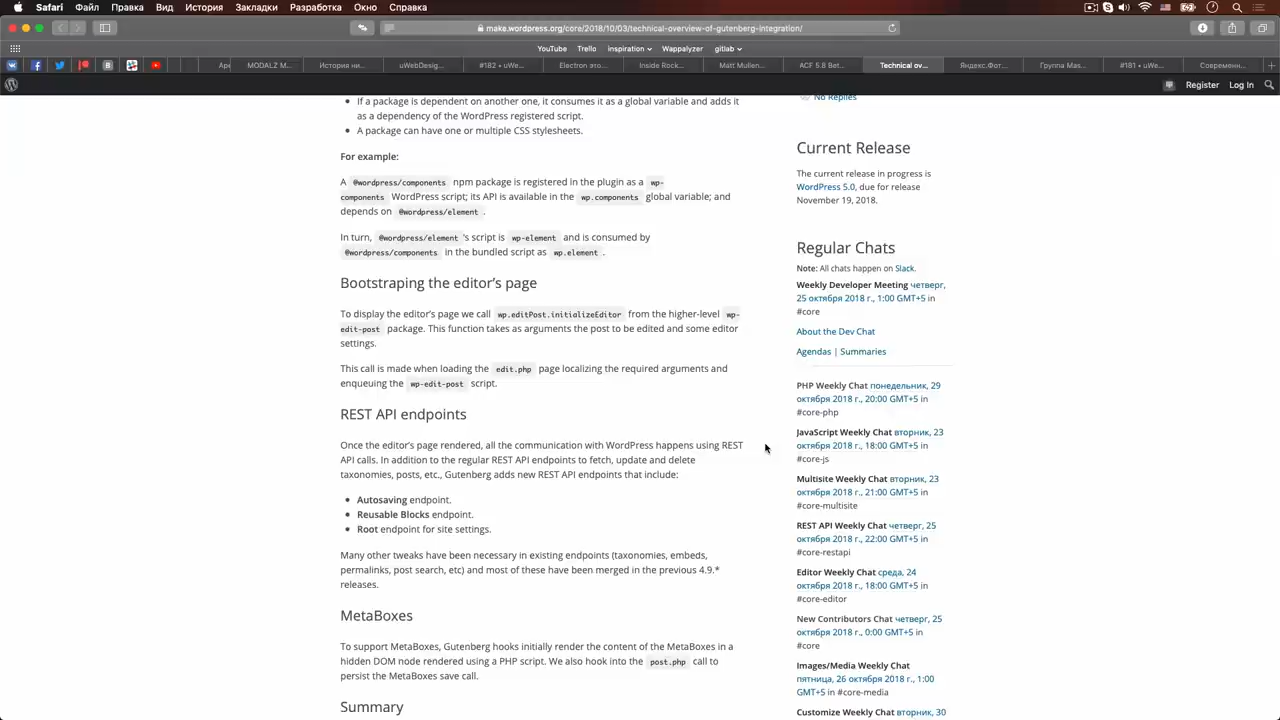 Safari Файл Правка Вид История Закладки Разработка Окно Справка
make.wordpress.org/core/2018/10/03/technical-overview-of-gutenberg-integration/
YouTube Trello inspiration Wappalyzer gitlab
MODALZ M... История ни... uWebDesig... #182 – uWe... Electron это... Inside Rock... Matt Mullen... ACF 5.8 Bet... Technical ov... Яндекс.Фот... Группа Mas... #181 – uWe... Современн...
Register Log In
If a package is dependent on another one, it consumes it as a global variable and adds it
as a dependency of the WordPress registered script.
A package can have one or multiple CSS stylesheets.
For example:
A @wordpress/components npm package is registered in the plugin as a wp-
components WordPress script; its API is available in the wp.components global variable; and
depends on @wordpress/element .
In turn, @wordpress/element 's script is wp-element and is consumed by
@wordpress/components in the bundled script as wp.element .
Bootstraping the editor's page
To display the editor's page we call wp.editPost.initializeEditor from the higher-level wp-
edit-post package. This function takes as arguments the post to be edited and some editor
settings.
This call is made when loading the edit.php page localizing the required arguments and
enqueuing the wp-edit-post script.
REST API endpoints
Once the editor's page rendered, all the communication with WordPress happens using REST
API calls. In addition to the regular REST API endpoints to fetch, update and delete
taxonomies, posts, etc., Gutenberg adds new REST API endpoints that include:
Autosaving endpoint.
Reusable Blocks endpoint.
Root endpoint for site settings.
Many other tweaks have been necessary in existing endpoints (taxonomies, embeds,
permalinks, post search, etc) and most of these have been merged in the previous 4.9.*
releases.
MetaBoxes
To support MetaBoxes, Gutenberg hooks initially render the content of the MetaBoxes in a
hidden DOM node rendered using a PHP script. We also hook into the post.php call to
persist the MetaBoxes save call.
Summary
No Replies
Current Release
The current release in progress is
WordPress 5.0, due for release
November 19, 2018.
Regular Chats
Note: All chats happen on Slack.
Weekly Developer Meeting четверг,
25 октября 2018 г., 1:00 GMT+5 in
#core
About the Dev Chat
Agendas | Summaries
PHP Weekly Chat понедельник, 29
октября 2018 г., 20:00 GMT+5 in
#core-php
JavaScript Weekly Chat вторник, 23
октября 2018 г., 18:00 GMT+5 in
#core-js
Multisite Weekly Chat вторник, 23
октября 2018 г., 21:00 GMT+5 in
#core-multisite
REST API Weekly Chat четверг, 25
октября 2018 г., 22:00 GMT+5 in
#core-restapi
Editor Weekly Chat среда, 24
октября 2018 г., 18:00 GMT+5 in
#core-editor
New Contributors Chat четверг, 25
октября 2018 г., 0:00 GMT+5 in
#core
Images/Media Weekly Chat
пятница, 26 октября 2018 г., 1:00
GMT+5 in #core-media
Customize Weekly Chat вторник, 30